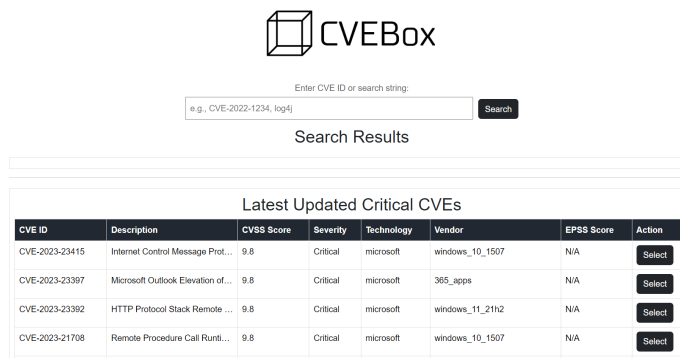 CVEBox
Enter CVE ID or search string:
e.g., CVE-2022-1234, log4j Search
Search Results
Latest Updated Critical CVEs
CVE ID Description CVSS Score Severity Technology Vendor EPSS Score Action
CVE-2023-23415 Internet Control Message Prot... 9.8 Critical microsoft windows_10_1507 N/A Select
CVE-2023-23397 Microsoft Outlook Elevation of... 9.8 Critical microsoft 365_apps N/A Select
CVE-2023-23392 HTTP Protocol Stack Remote ... 9.8 Critical microsoft windows_11_21h2 N/A Select
CVE-2023-21708 Remote Procedure Call Runti... 9.8 Critical microsoft windows_10_1507 N/A Select